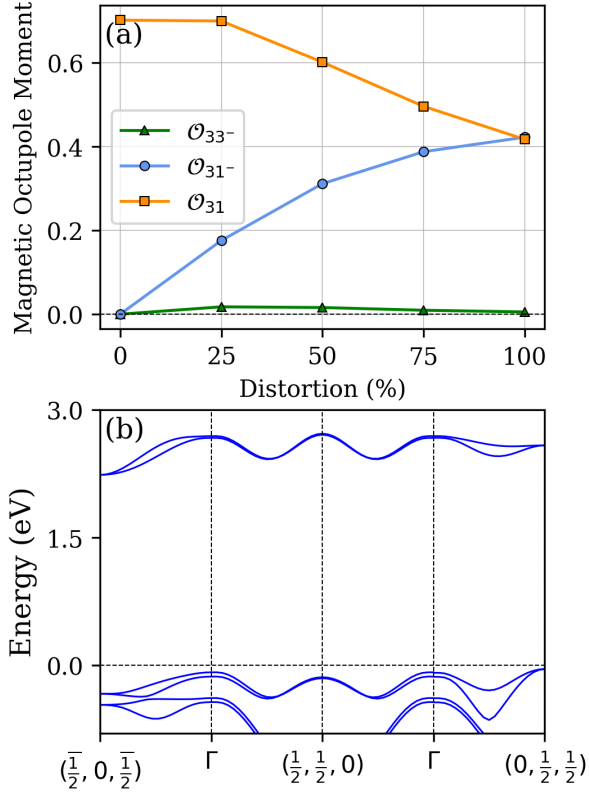 (a)
Magnetic Octupole Moment
0.6
0.4
0.2
0.0
𝒪₃₃⁻
𝒪₃₁⁻
𝒪₃₁
0 25 50 75 100
Distortion (%)
(b)
Energy (eV)
3.0
1.5
0.0
(1̅/2, 0, 1̅/2) Γ (1/2, 1/2, 0) Γ (0, 1/2, 1/2)